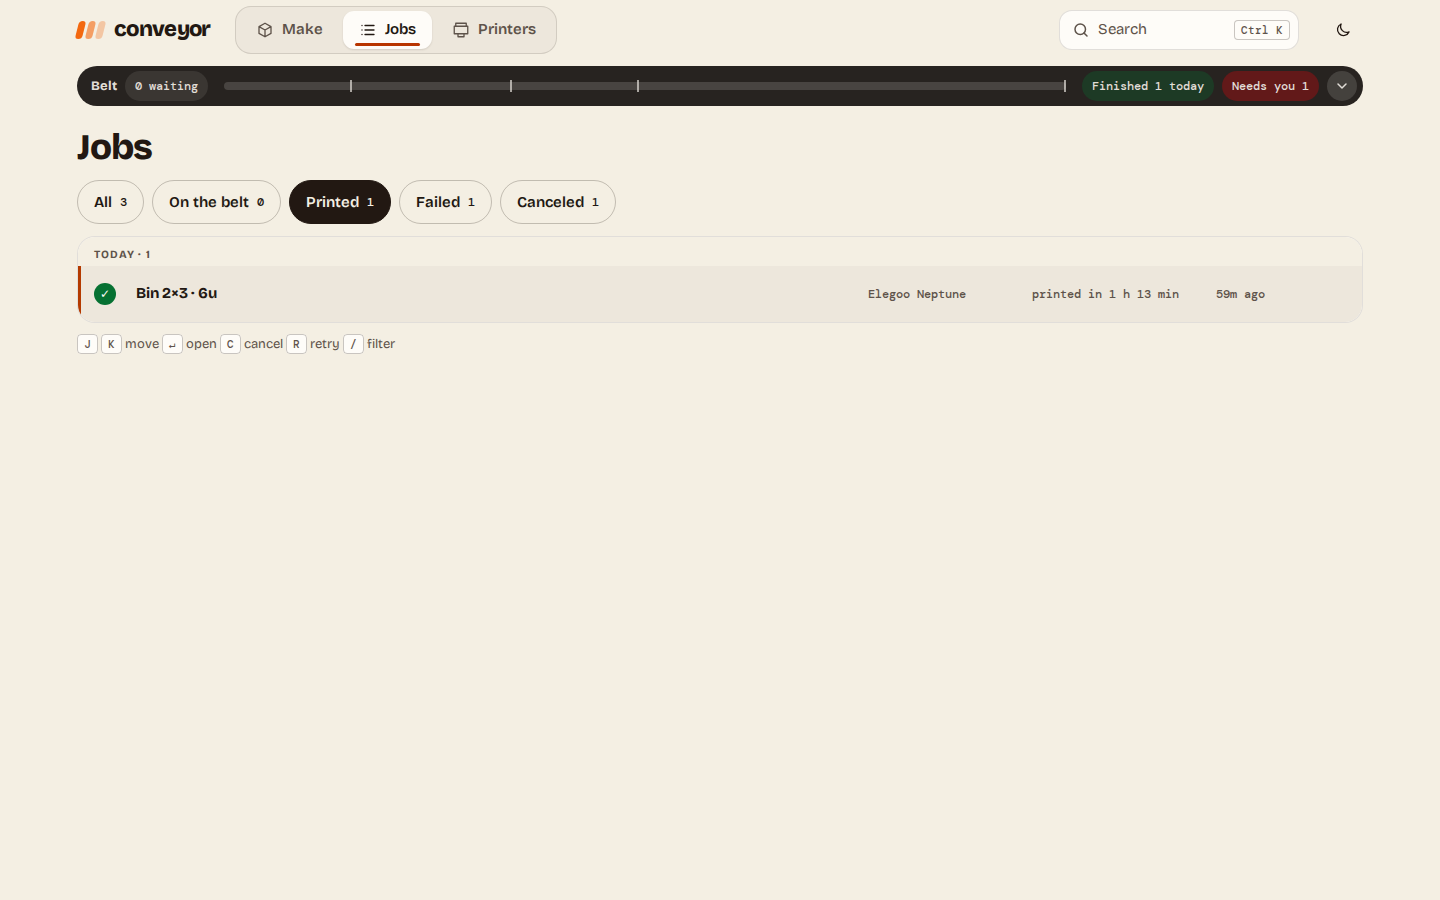 conveyor Make Jobs Printers Search Ctrl K
Belt 0 waiting Finished 1 today Needs you 1
Jobs
All 3 On the belt 0 Printed 1 Failed 1 Canceled 1
TODAY · 1
✓ Bin 2×3 · 6u Elegoo Neptune printed in 1 h 13 min 59m ago
J K move ↵ open C cancel R retry / filter